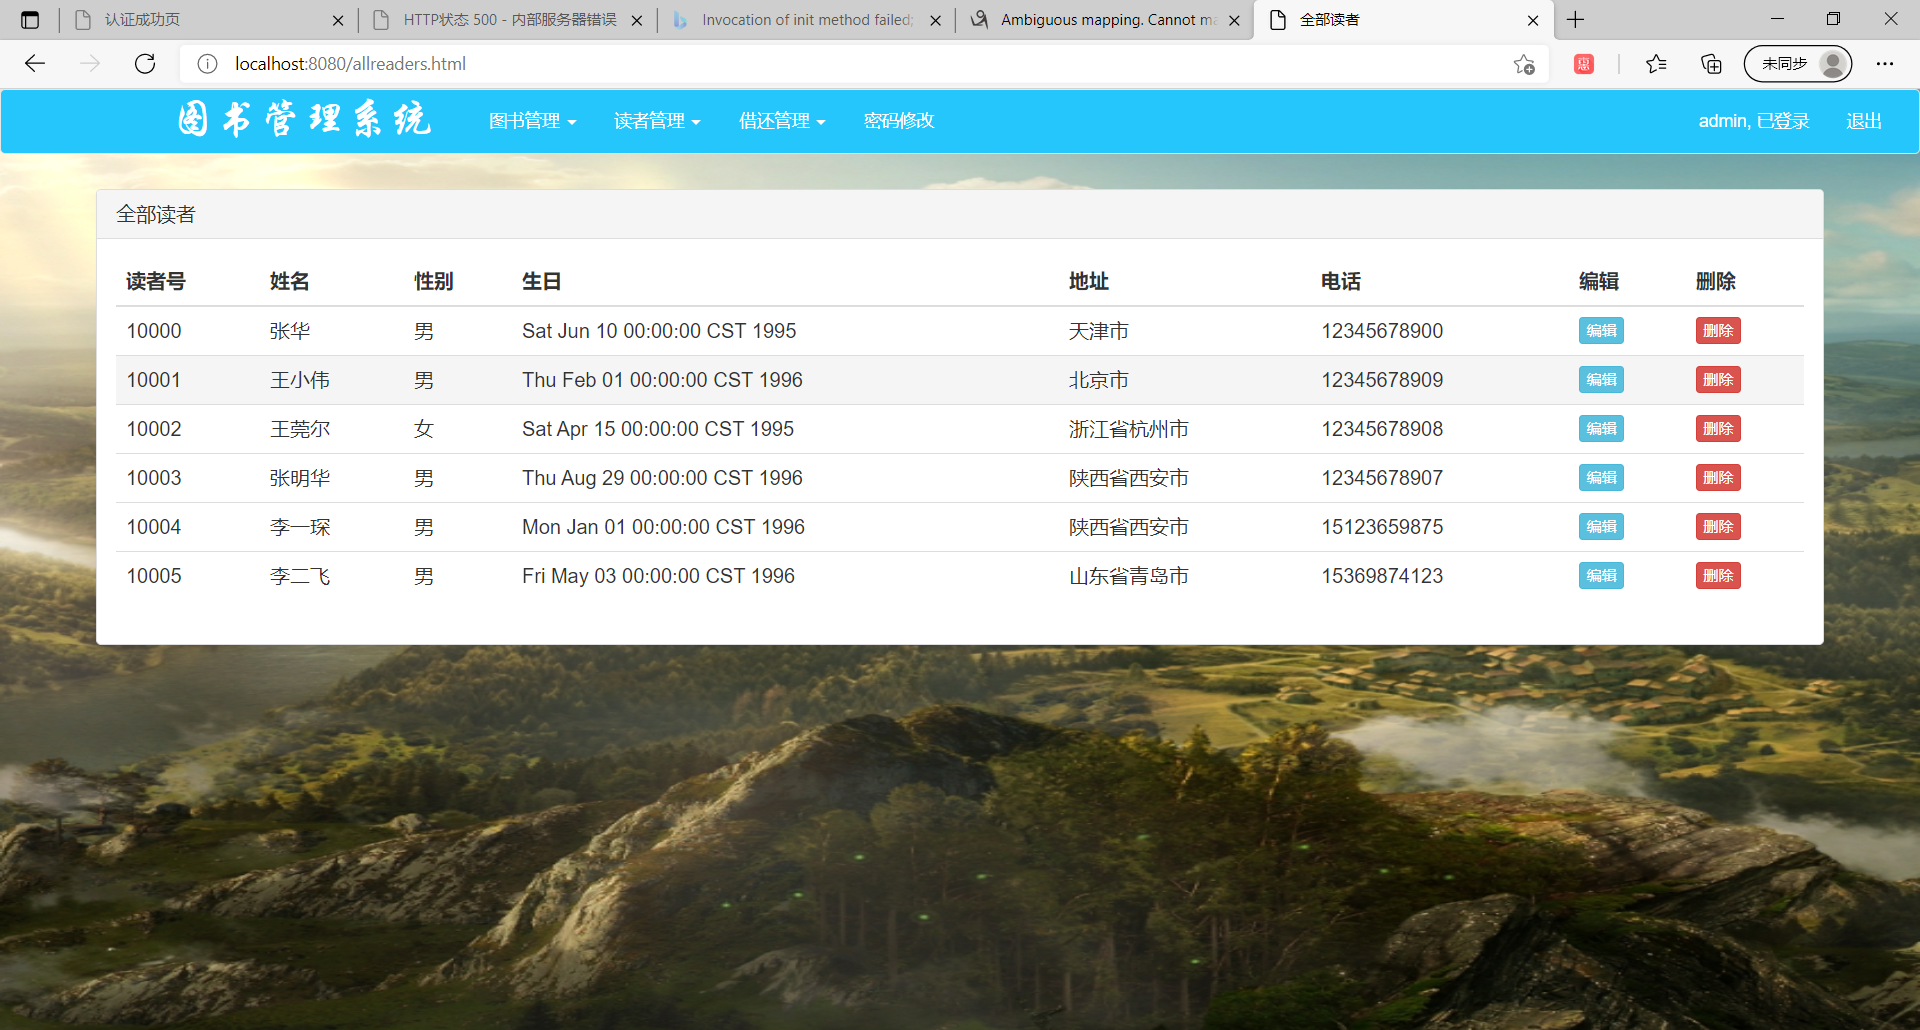 认证成功页
HTTP状态 500 - 内部服务器错误
Invocation of init method failed;
Ambiguous mapping. Cannot ma
全部读者
localhost:8080/allreaders.html
惠
未同步
图书管理系统 图书管理 读者管理 借还管理 密码修改 admin, 已登录 退出
全部读者
读者号 姓名 性别 生日 地址 电话 编辑 删除
10000 张华 男 Sat Jun 10 00:00:00 CST 1995 天津市 12345678900 编辑 删除
10001 王小伟 男 Thu Feb 01 00:00:00 CST 1996 北京市 12345678909 编辑 删除
10002 王莞尔 女 Sat Apr 15 00:00:00 CST 1995 浙江省杭州市 12345678908 编辑 删除
10003 张明华 男 Thu Aug 29 00:00:00 CST 1996 陕西省西安市 12345678907 编辑 删除
10004 李一琛 男 Mon Jan 01 00:00:00 CST 1996 陕西省西安市 15123659875 编辑 删除
10005 李二飞 男 Fri May 03 00:00:00 CST 1996 山东省青岛市 15369874123 编辑 删除